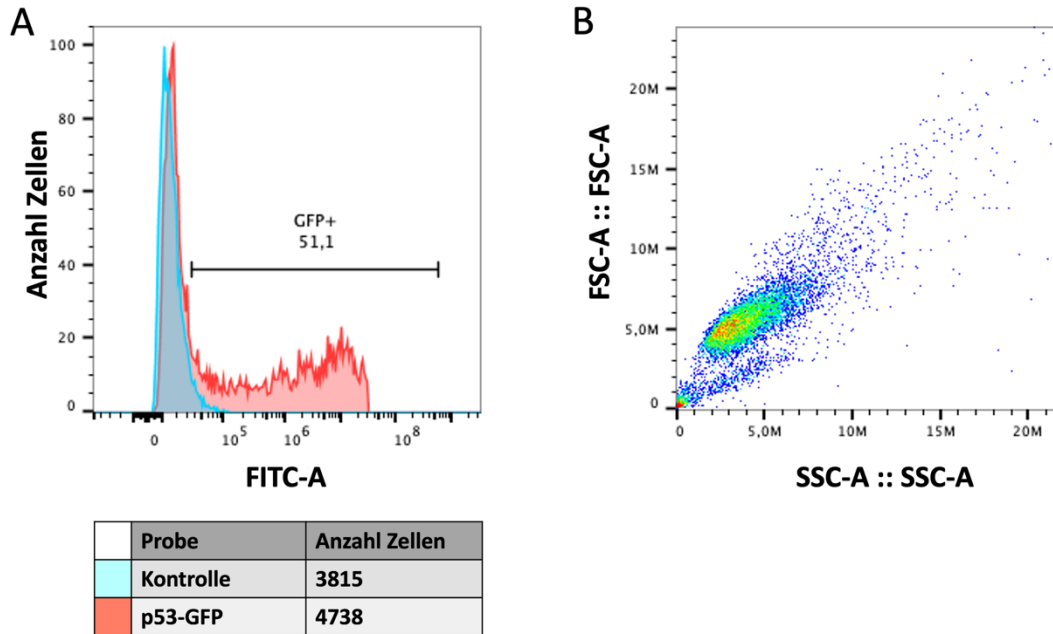 A
100
80
60
40
20
0
Anzahl Zellen
GFP+
51,1
0
10^5
10^6
10^8
FITC-A
Probe Anzahl Zellen
Kontrolle 3815
p53-GFP 4738
B
20M
15M
10M
5,0M
0
FSC-A :: FSC-A
0 5,0M 10M 15M 20M
SSC-A :: SSC-A